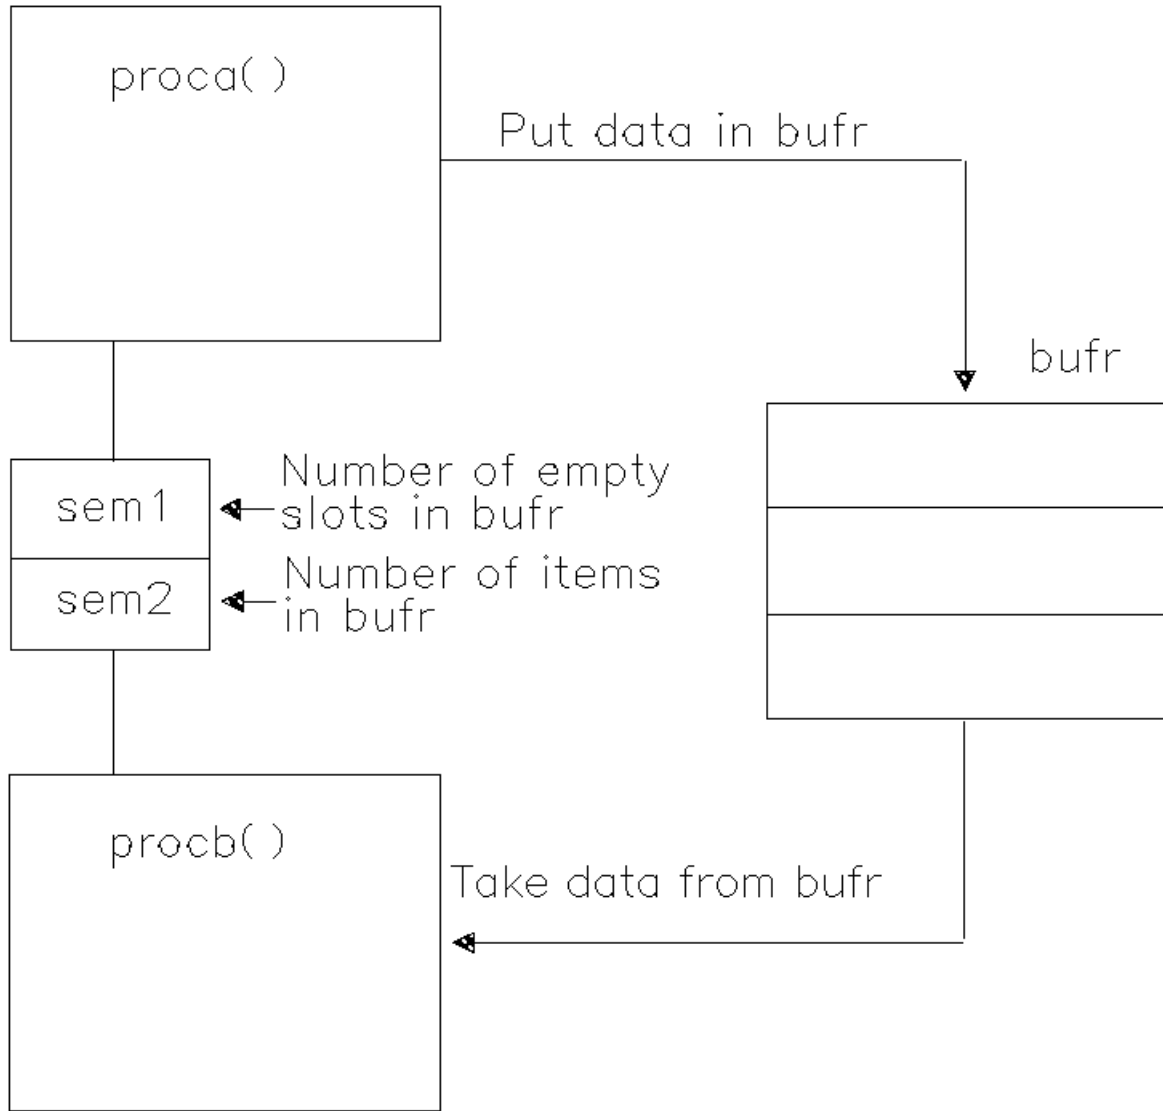 proca( )
Put data in bufr
bufr
sem1
Number of empty
slots in bufr
sem2
Number of items
in bufr
procb( )
Take data from bufr